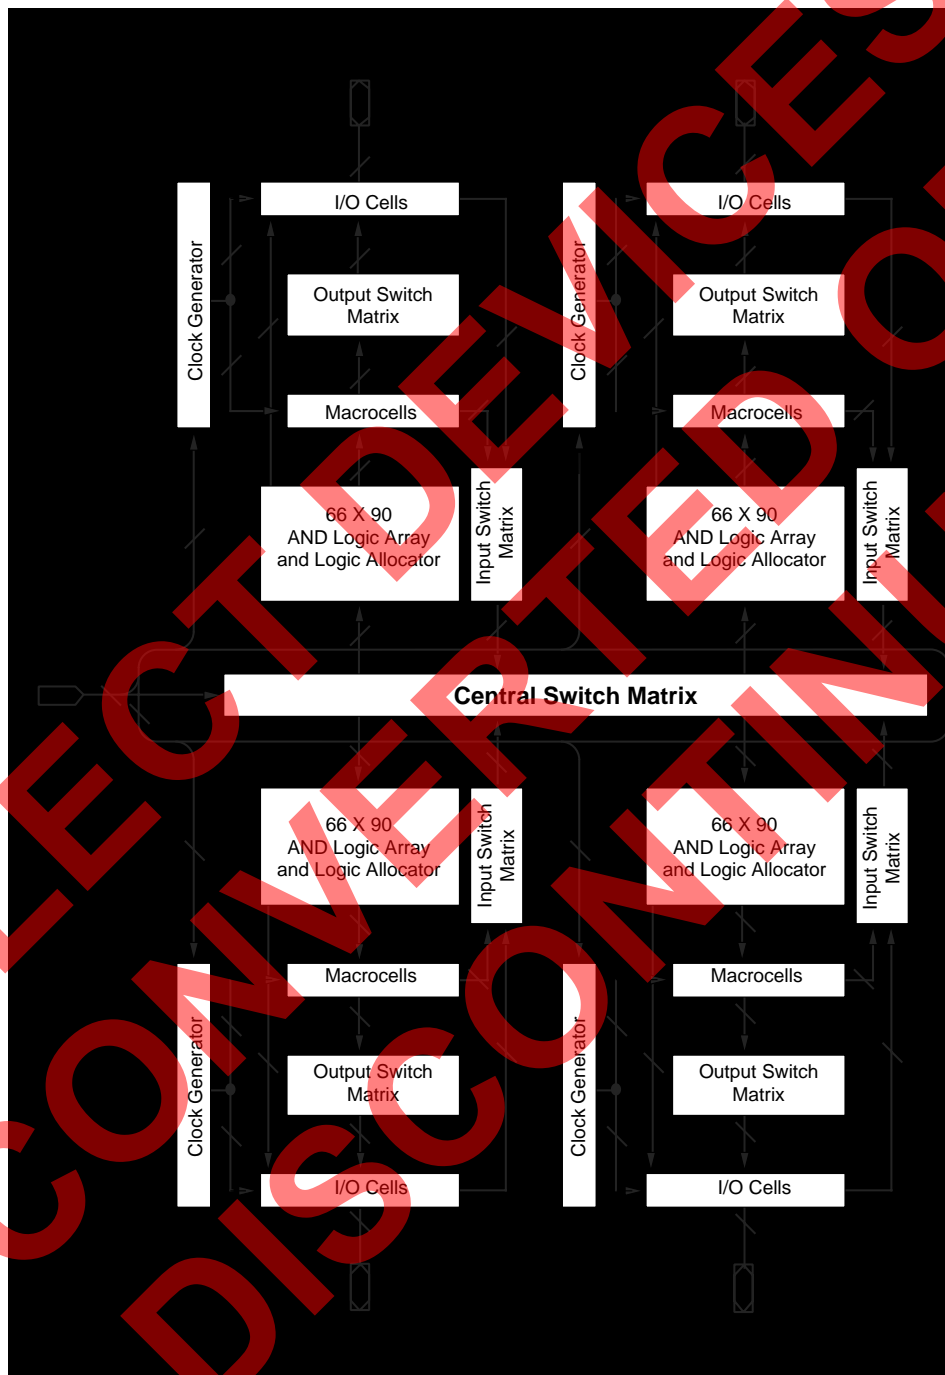 I/O Cells
Clock Generator
Output Switch
Matrix
Macrocells
66 X 90
AND Logic Array
and Logic Allocator
Input Switch
Matrix
I/O Cells
Clock Generator
Output Switch
Matrix
Macrocells
66 X 90
AND Logic Array
and Logic Allocator
Input Switch
Matrix
Central Switch Matrix
66 X 90
AND Logic Array
and Logic Allocator
Input Switch
Matrix
Clock Generator
Macrocells
Output Switch
Matrix
I/O Cells
66 X 90
AND Logic Array
and Logic Allocator
Input Switch
Matrix
Clock Generator
Macrocells
Output Switch
Matrix
I/O Cells
DEVICES
CONVERTED